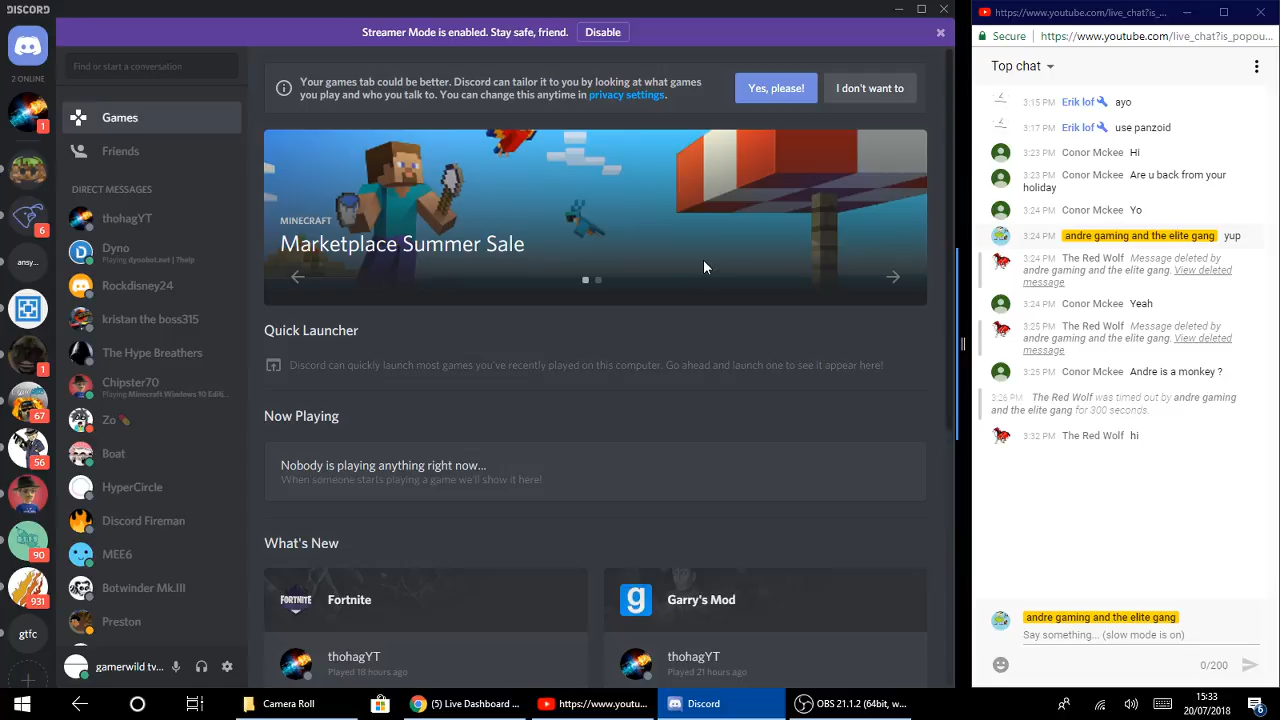 DISCORD
Streamer Mode is enabled. Stay safe, friend.
Disable
2 ONLINE
1
6
ansy...
1
67
56
90
931
gtfc
Find or start a conversation
Games
Friends
DIRECT MESSAGES
thohagYT
Dyno
Playing dynobot.net | ?help
Rockdisney24
kristan the boss315
The Hype Breathers
Chipster70
Playing Minecraft Windows 10 Editi...
Zo
Boat
HyperCircle
Discord Fireman
MEE6
Botwinder Mk.III
Preston
gamerwild tv...
Your games tab could be better. Discord can tailor it to you by looking at what games
you play and who you talk to. You can change this anytime in privacy settings.
Yes, please!
I don't want to
MINECRAFT
Marketplace Summer Sale
Quick Launcher
Discord can quickly launch most games you've recently played on this computer. Go ahead and launch one to see it appear here!
Now Playing
Nobody is playing anything right now...
When someone starts playing a game we'll show it here!
What's New
FORTNITE
Fortnite
thohagYT
Played 18 hours ago
g
Garry's Mod
thohagYT
Played 21 hours ago
https://www.youtube.com/live_chat?is_...
Secure
https://www.youtube.com/live_chat?is_popou...
Top chat
3:15 PM Erik lof ayo
3:17 PM Erik lof use panzoid
3:23 PM Conor Mckee Hi
3:23 PM Conor Mckee Are u back from your
holiday
3:24 PM Conor Mckee Yo
3:24 PM andre gaming and the elite gang yup
3:24 PM The Red Wolf Message deleted by
andre gaming and the elite gang. View deleted
message
3:24 PM Conor Mckee Yeah
3:25 PM The Red Wolf Message deleted by
andre gaming and the elite gang. View deleted
message
3:25 PM Conor Mckee Andre is a monkey ?
3:26 PM The Red Wolf was timed out by andre gaming
and the elite gang for 300 seconds.
3:32 PM The Red Wolf hi
andre gaming and the elite gang
Say something... (slow mode is on)
0/200
Camera Roll
(5) Live Dashboard ...
https://www.youtu...
Discord
OBS 21.1.2 (64bit, w...
15:33
20/07/2018
6